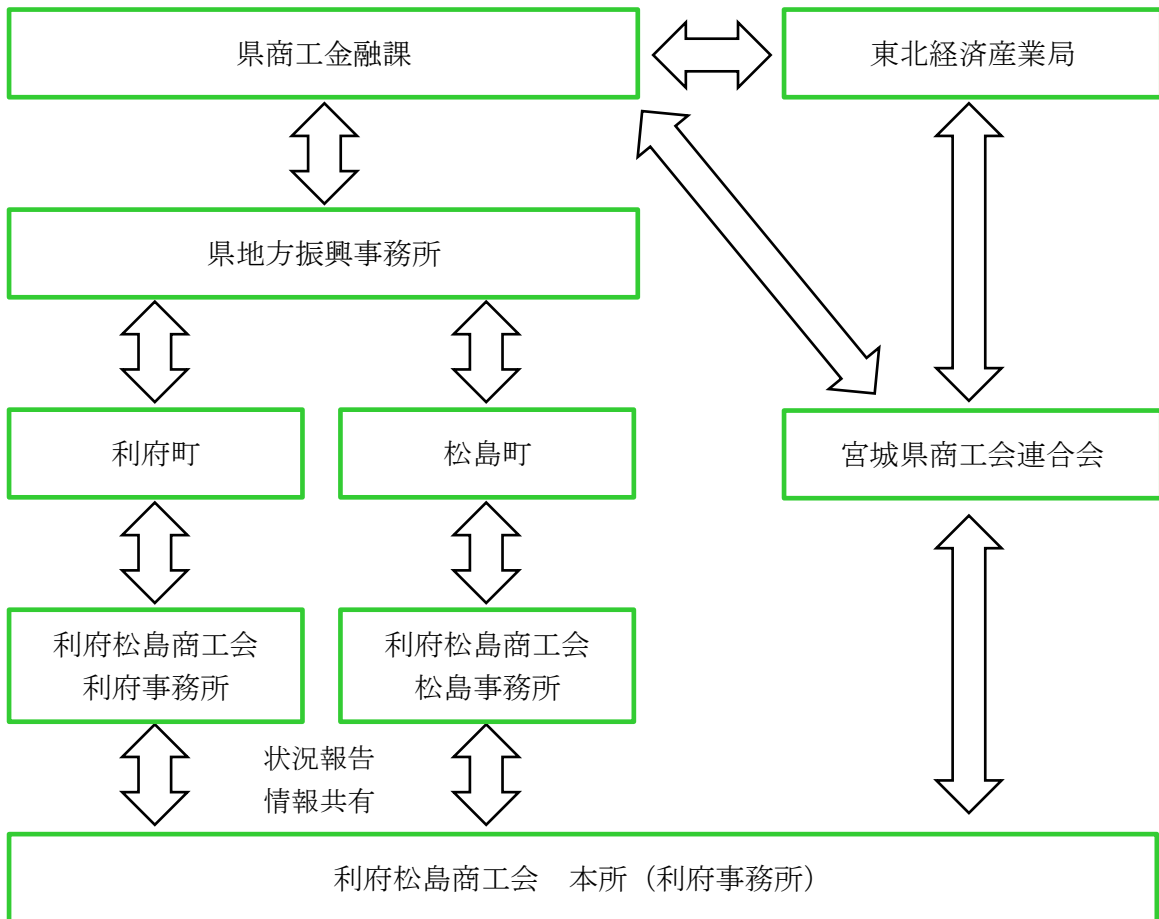 県商工金融課
東北経済産業局
県地方振興事務所
利府町
松島町
宮城県商工会連合会
利府松島商工会
利府事務所
利府松島商工会
松島事務所
状況報告
情報共有
利府松島商工会　本所（利府事務所）